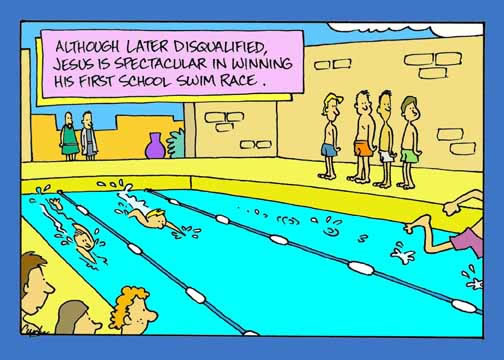 ALTHOUGH LATER DISQUALIFIED,
JESUS IS SPECTACULAR IN WINNING
HIS FIRST SCHOOL SWIM RACE.